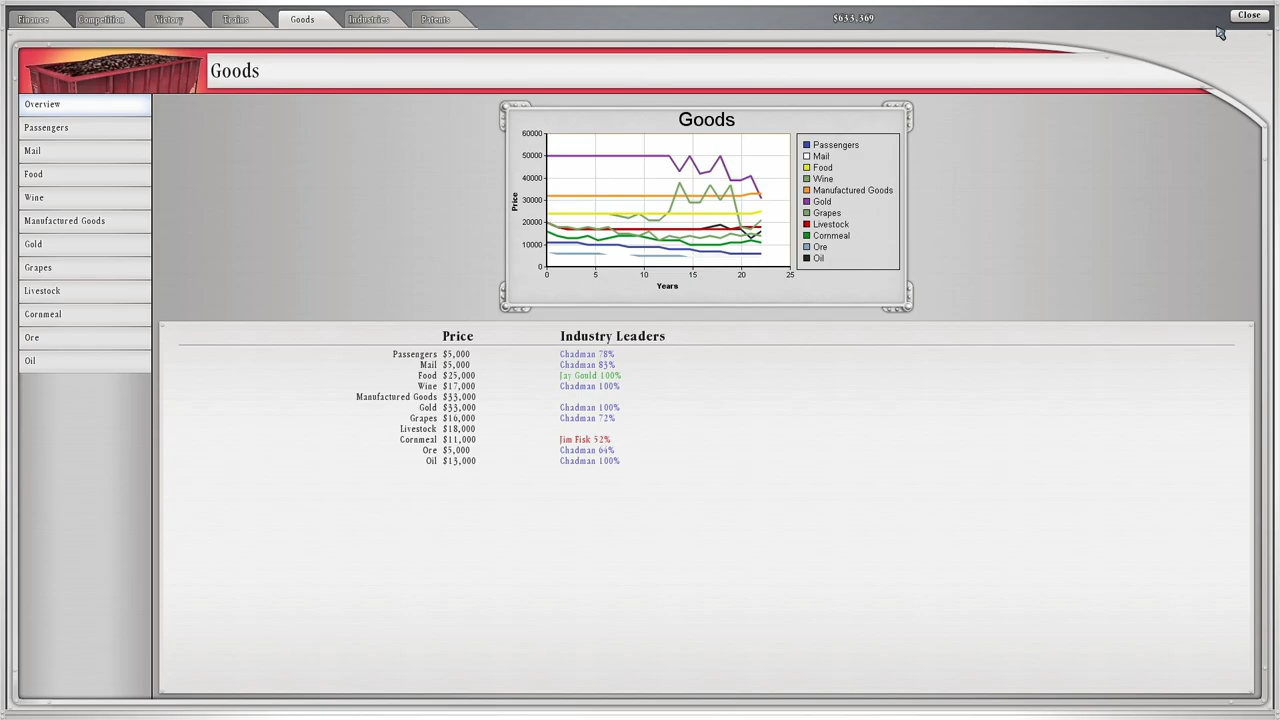 Finance Competition Victory Trains Goods Industries Patents $633,369 Close
Goods
Overview
Passengers
Mail
Food
Wine
Manufactured Goods
Gold
Grapes
Livestock
Cornmeal
Ore
Oil
Goods
Price
60000
50000
40000
30000
20000
10000
0
0 5 10 15 20 25
Years
Passengers
Mail
Food
Wine
Manufactured Goods
Gold
Grapes
Livestock
Cornmeal
Ore
Oil
Price Industry Leaders
Passengers $5,000 Chadman 78%
Mail $5,000 Chadman 83%
Food $25,000 Jay Gould 100%
Wine $17,000 Chadman 100%
Manufactured Goods $33,000
Gold $33,000 Chadman 100%
Grapes $16,000 Chadman 72%
Livestock $18,000
Cornmeal $11,000 Jim Fisk 52%
Ore $5,000 Chadman 64%
Oil $13,000 Chadman 100%